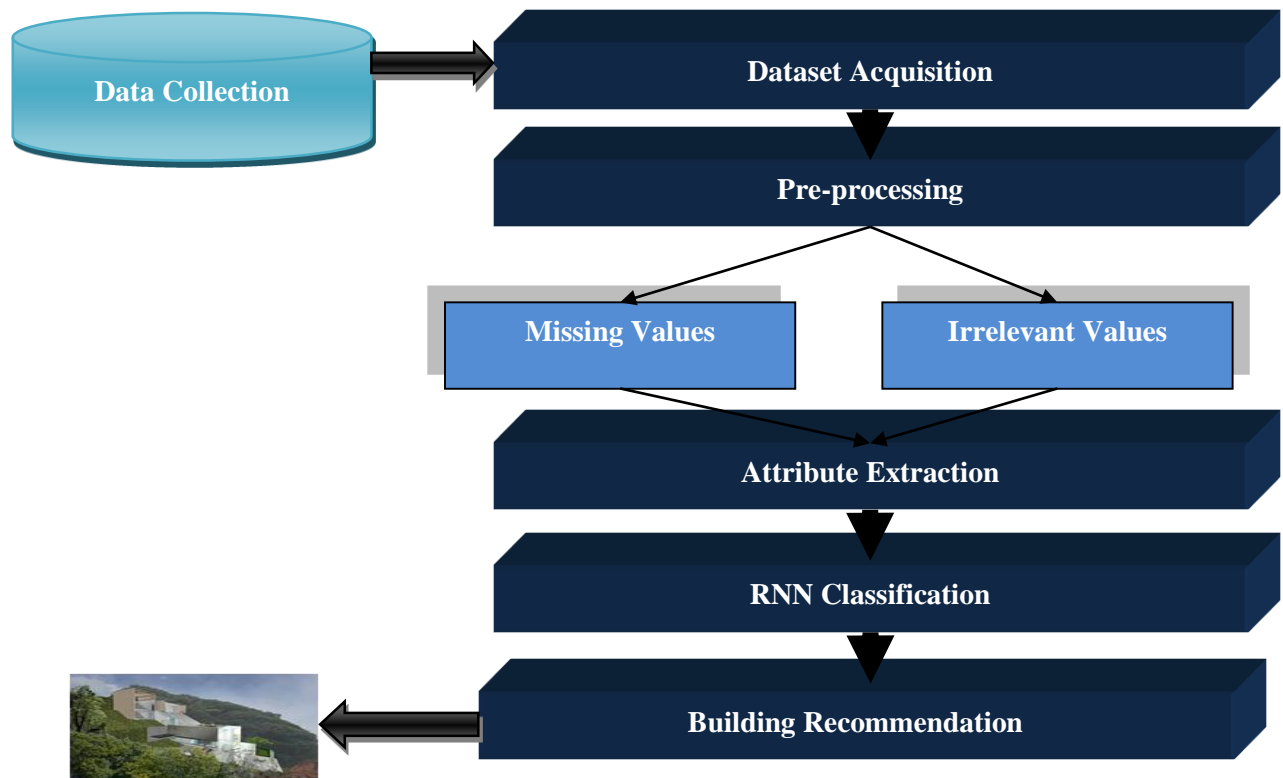 Data Collection
Dataset Acquisition
Pre-processing
Missing Values
Irrelevant Values
Attribute Extraction
RNN Classification
Building Recommendation